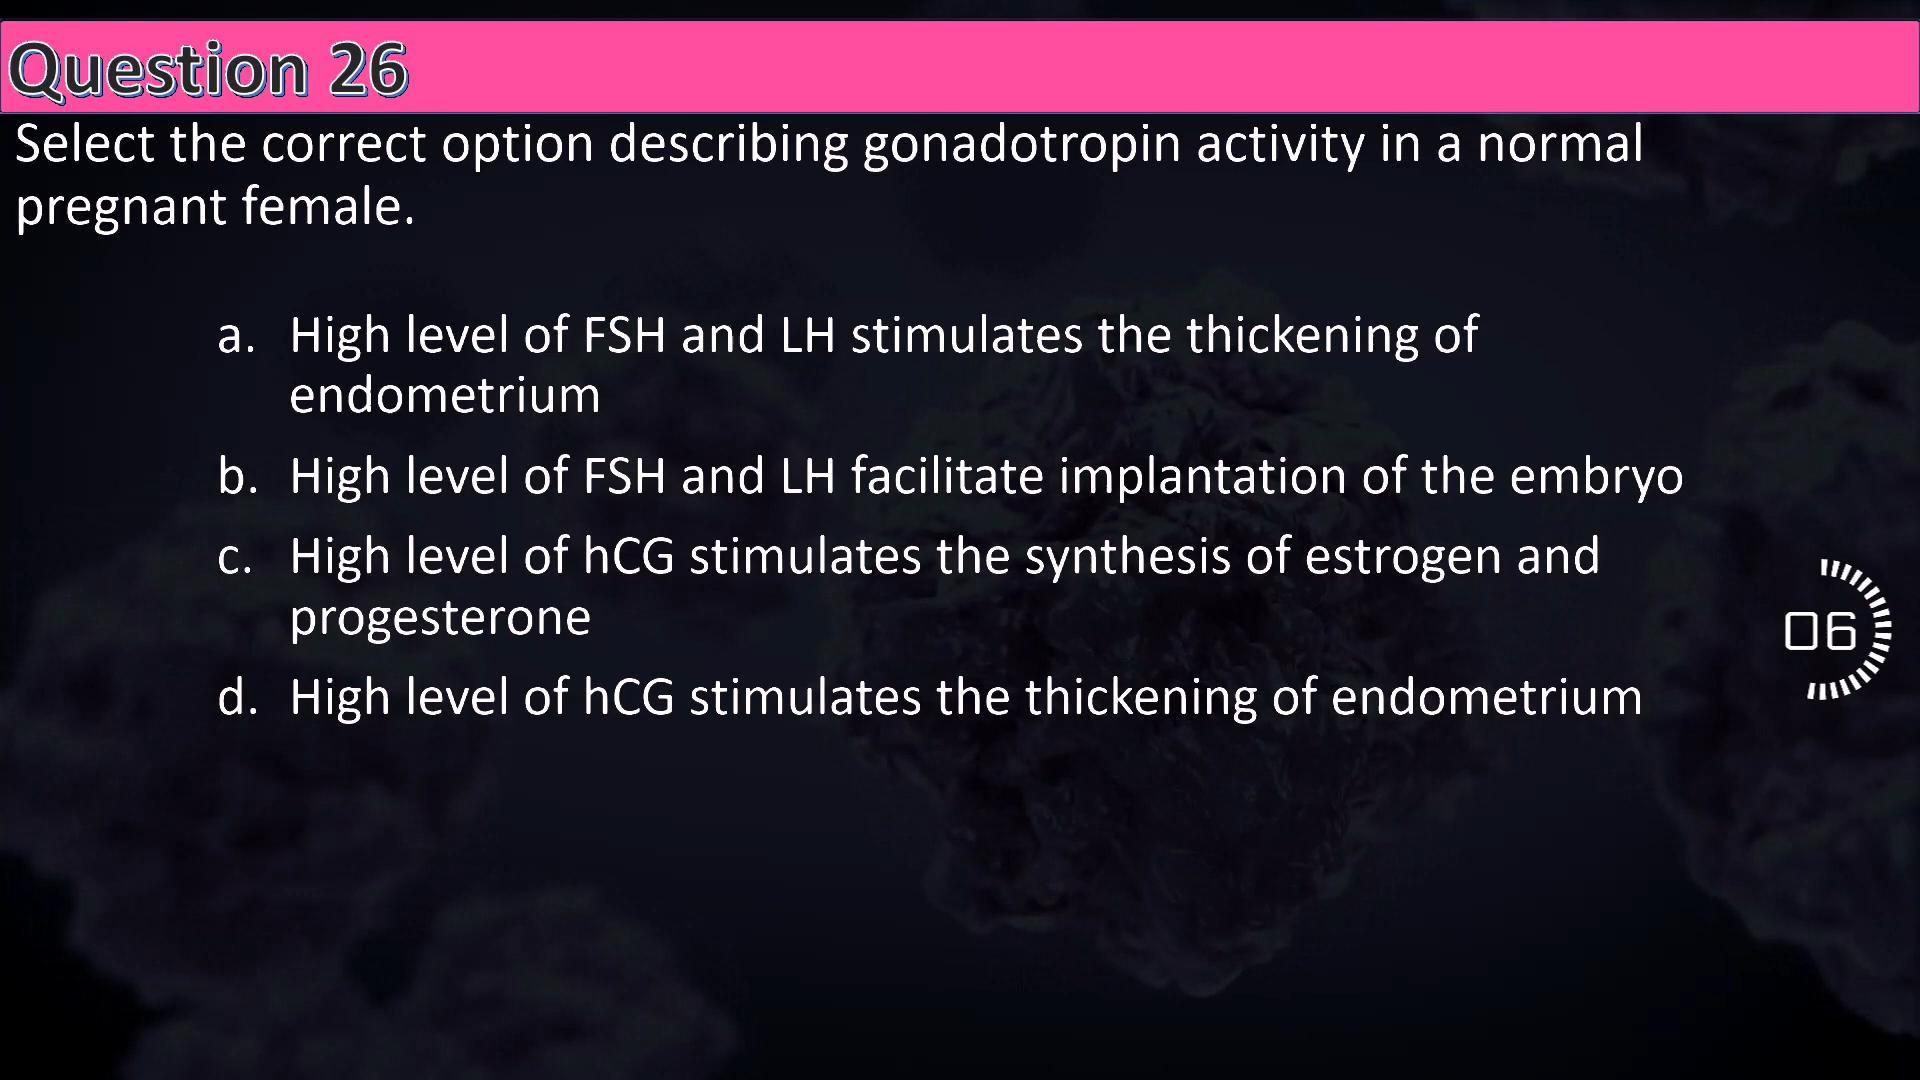 Question 26
Select the correct option describing gonadotropin activity in a normal
pregnant female.
a. High level of FSH and LH stimulates the thickening of
endometrium
b. High level of FSH and LH facilitate implantation of the embryo
c. High level of hCG stimulates the synthesis of estrogen and
progesterone
06
d. High level of hCG stimulates the thickening of endometrium